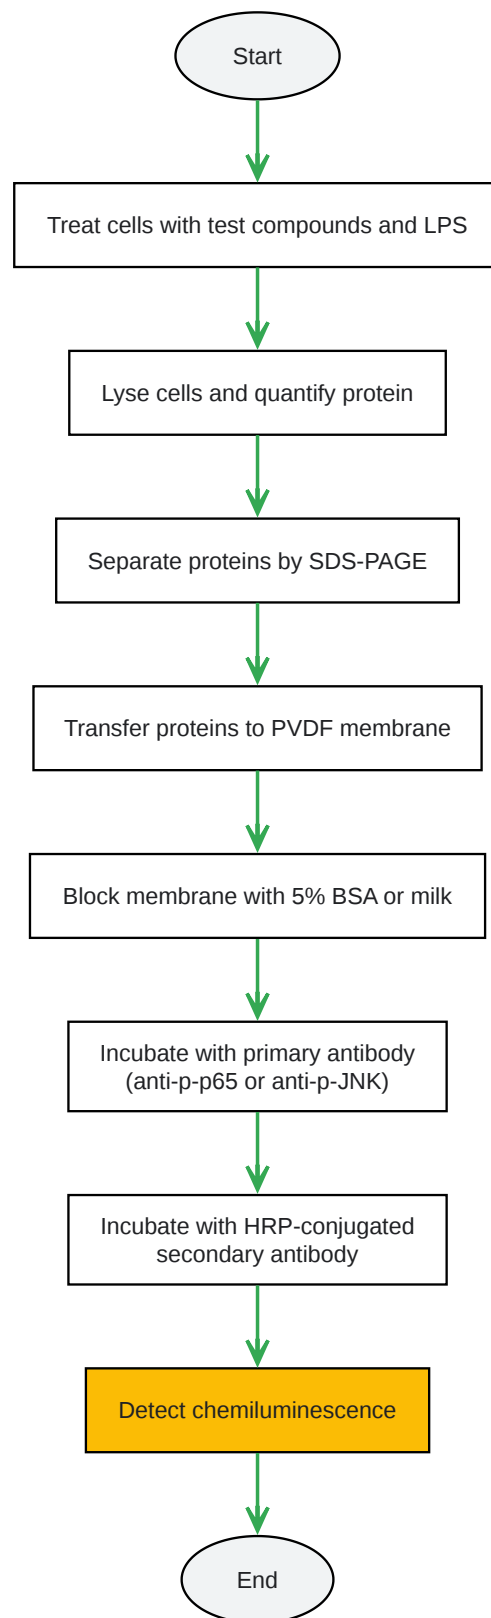 Start
Treat cells with test compounds and LPS
Lyse cells and quantify protein
Separate proteins by SDS-PAGE
Transfer proteins to PVDF membrane
Block membrane with 5% BSA or milk
Incubate with primary antibody
(anti-p-p65 or anti-p-JNK)
Incubate with HRP-conjugated
secondary antibody
Detect chemiluminescence
End